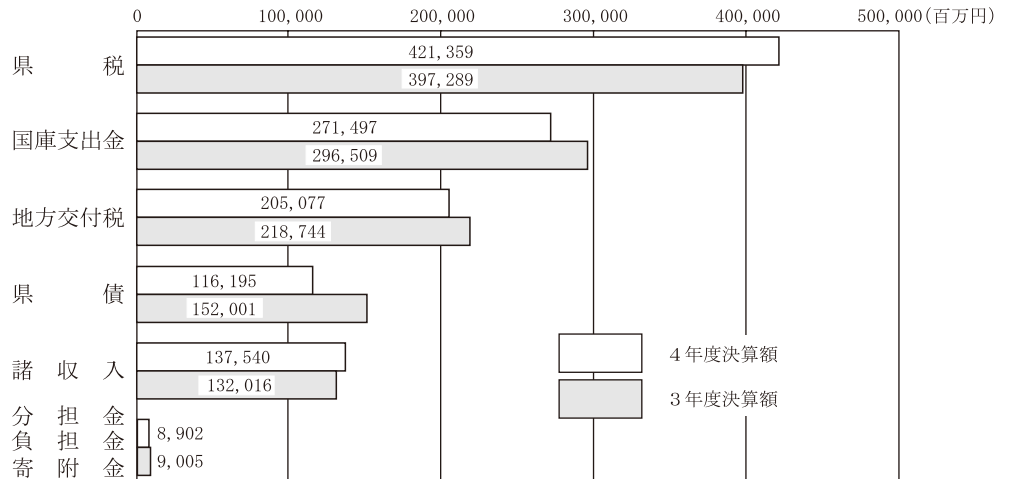 0 100,000 200,000 300,000 400,000 500,000(百万円)
県税
421,359
397,289
国庫支出金
271,497
296,509
地方交付税
205,077
218,744
県債
116,195
152,001
諸収入
137,540
132,016
4年度決算額
3年度決算額
分担金
負担金
寄附金
8,902
9,005